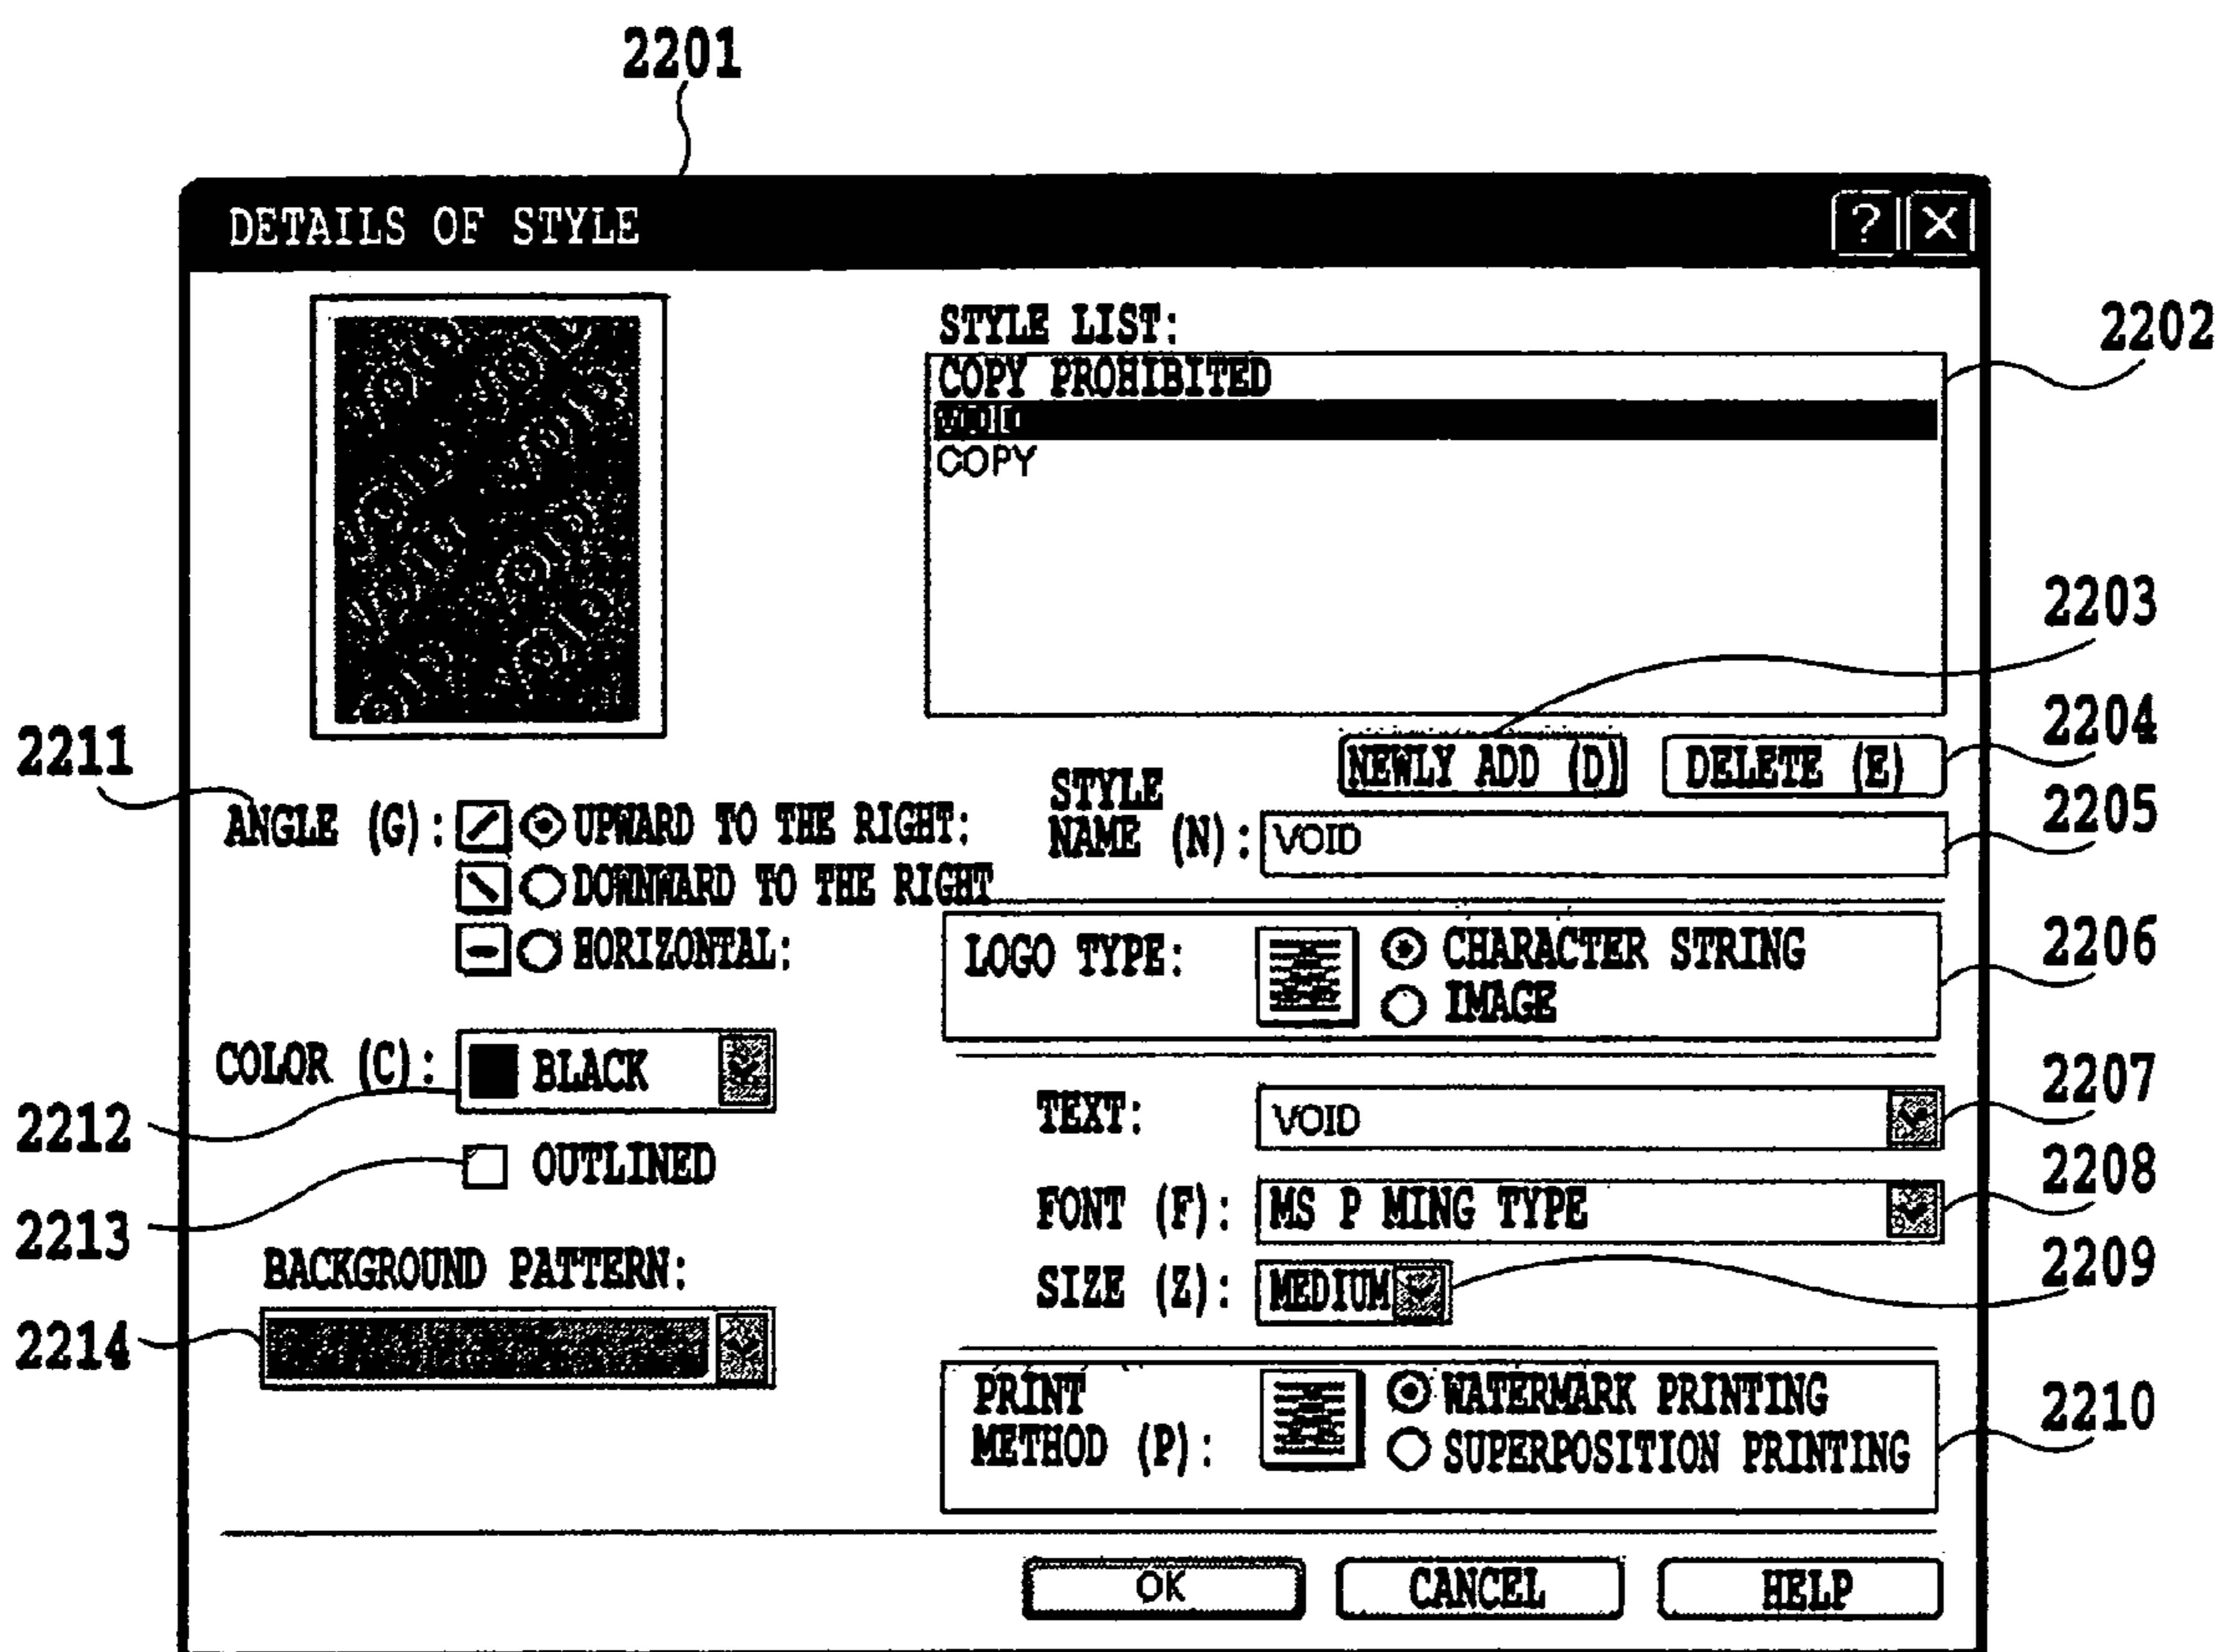 2201
DETAILS OF STYLE ? X
STYLE LIST:
2202
COPY PROHIBITED
COPY
2203
NEWLY ADD (D) DELETE (E)
2204
STYLE
NAME (N): VOID
2205
2211
ANGLE (G): UPWARD TO THE RIGHT:
DOWNWARD TO THE RIGHT
HORIZONTAL:
LOGO TYPE: CHARACTER STRING
IMAGE
2206
COLOR (C): BLACK
2212
OUTLINED
2213
BACKGROUND PATTERN:
2214
TEXT: VOID
2207
FONT (F): MS P MING TYPE
2208
SIZE (Z): MEDIUM
2209
PRINT
METHOD (P): WATERMARK PRINTING
SUPERPOSITION PRINTING
2210
OK CANCEL HELP